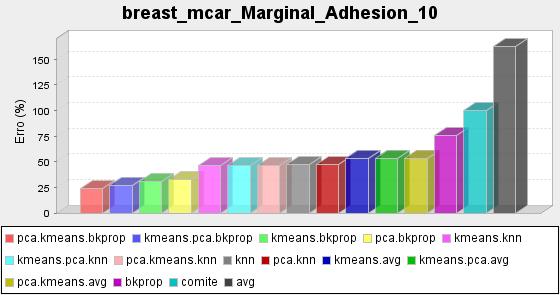 breast_mcar_Marginal_Adhesion_10
Erro (%)
150
125
100
75
50
25
0
pca.kmeans.bkprop kmeans.pca.bkprop kmeans.bkprop pca.bkprop kmeans.knn
kmeans.pca.knn pca.kmeans.knn knn pca.knn kmeans.avg kmeans.pca.avg
pca.kmeans.avg bkprop comite avg